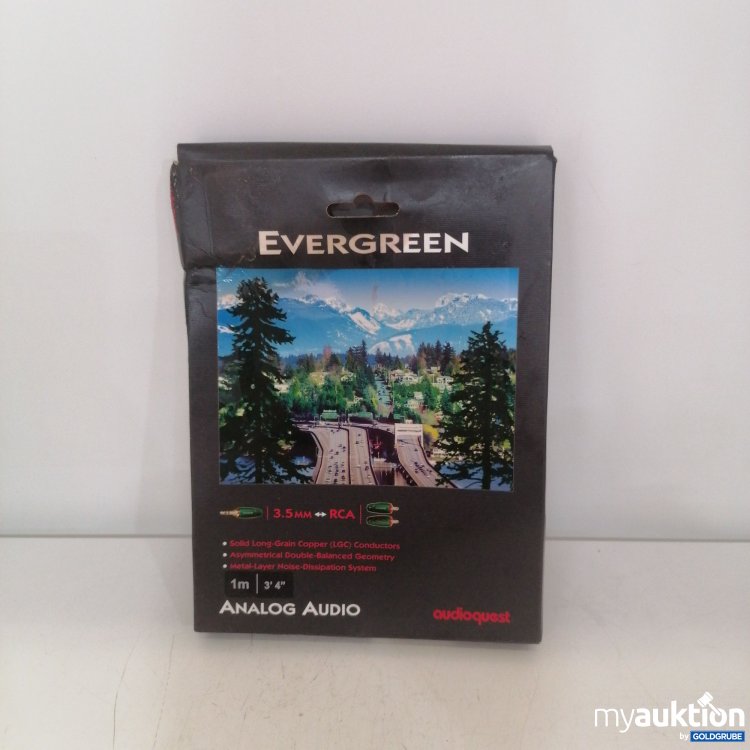 EVERGREEN
3.5MM ↔ RCA
• Solid Long-Grain Copper (LGC) Conductors
• Asymmetrical Double-Balanced Geometry
• Metal-Layer Noise-Dissipation System
1m | 3' 4"
ANALOG AUDIO
audioquest
myauktion
by GOLDGRUBE